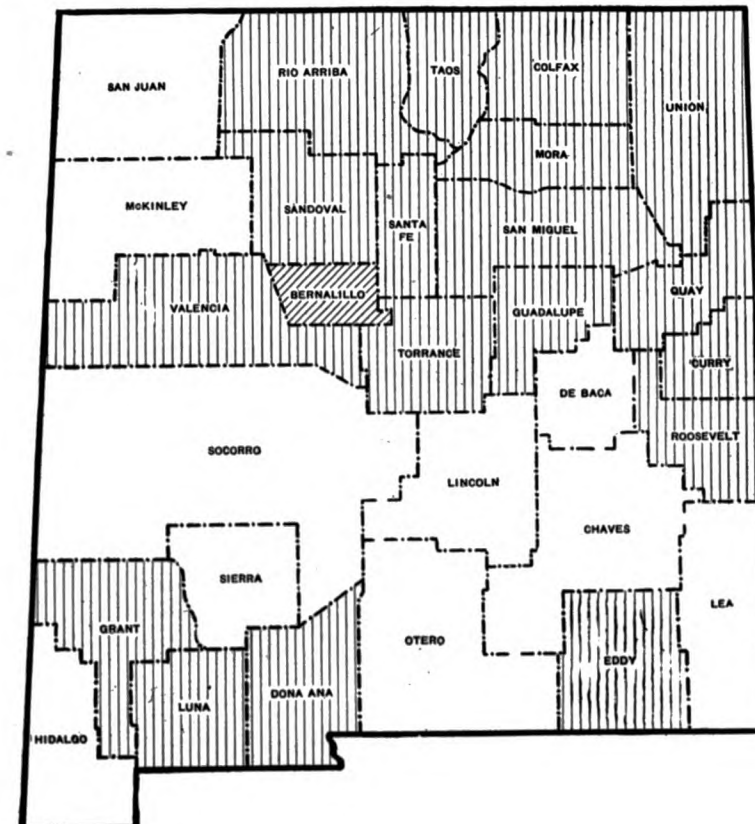 SAN JUAN
RIO ARRIBA
TAOS
COLFAX
UNION
MORA
McKINLEY
SANDOVAL
SANTA
FE
SAN MIGUEL
VALENCIA
BERNALILLO
QUAY
GUADALUPE
TORRANCE
CURRY
DE BACA
ROOSEVELT
SOCORRO
LINCOLN
CHAVES
SIERRA
LEA
GRANT
OTERO
EDDY
LUNA
DONA ANA
HIDALGO